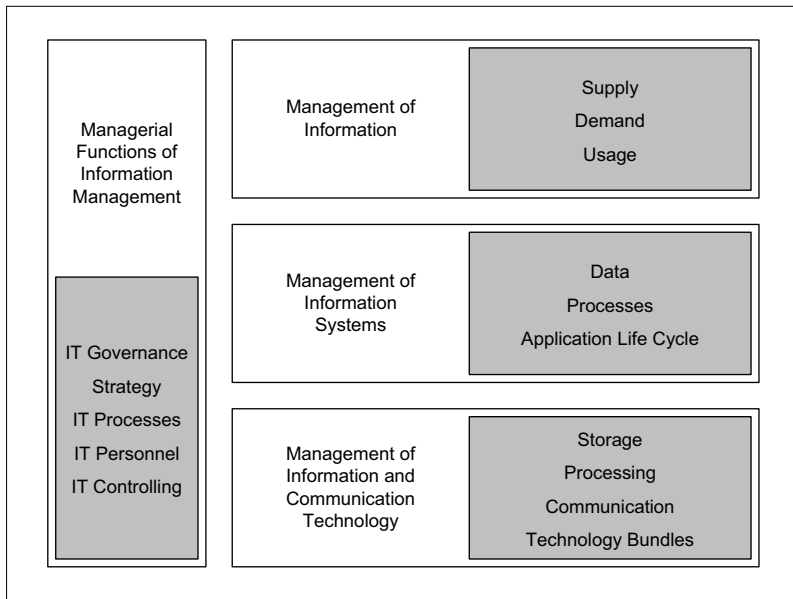 Managerial
Functions of
Information
Management
IT Governance
Strategy
IT Processes
IT Personnel
IT Controlling
Management of
Information
Supply
Demand
Usage
Management of
Information
Systems
Data
Processes
Application Life Cycle
Management of
Information and
Communication
Technology
Storage
Processing
Communication
Technology Bundles